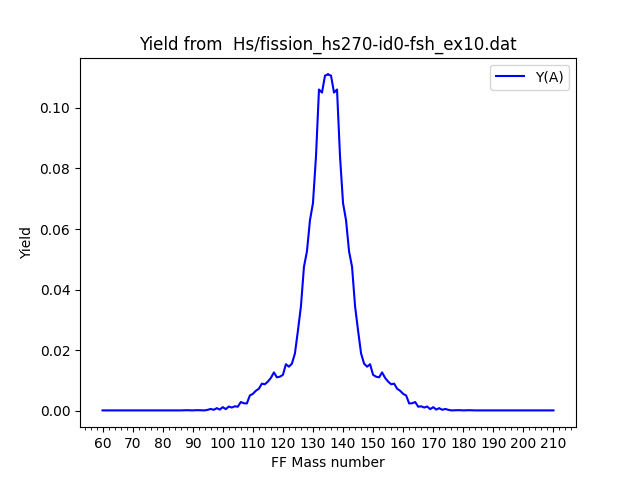 Yield from  Hs/fission_hs270-id0-fsh_ex10.dat
Y(A)
0.10
0.08
0.06
0.04
0.02
0.00
Yield
60 70 80 90 100 110 120 130 140 150 160 170 180 190 200 210
FF Mass number